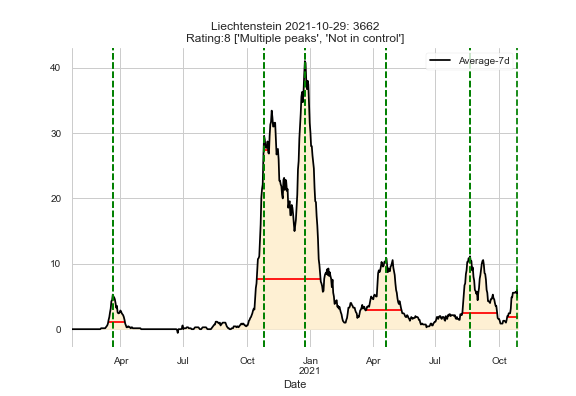 Liechtenstein 2021-10-29: 3662
Rating:8 ['Multiple peaks', 'Not in control']
Average-7d
40
30
20
10
0
Apr Jul Oct Jan Apr Jul Oct
2021
Date